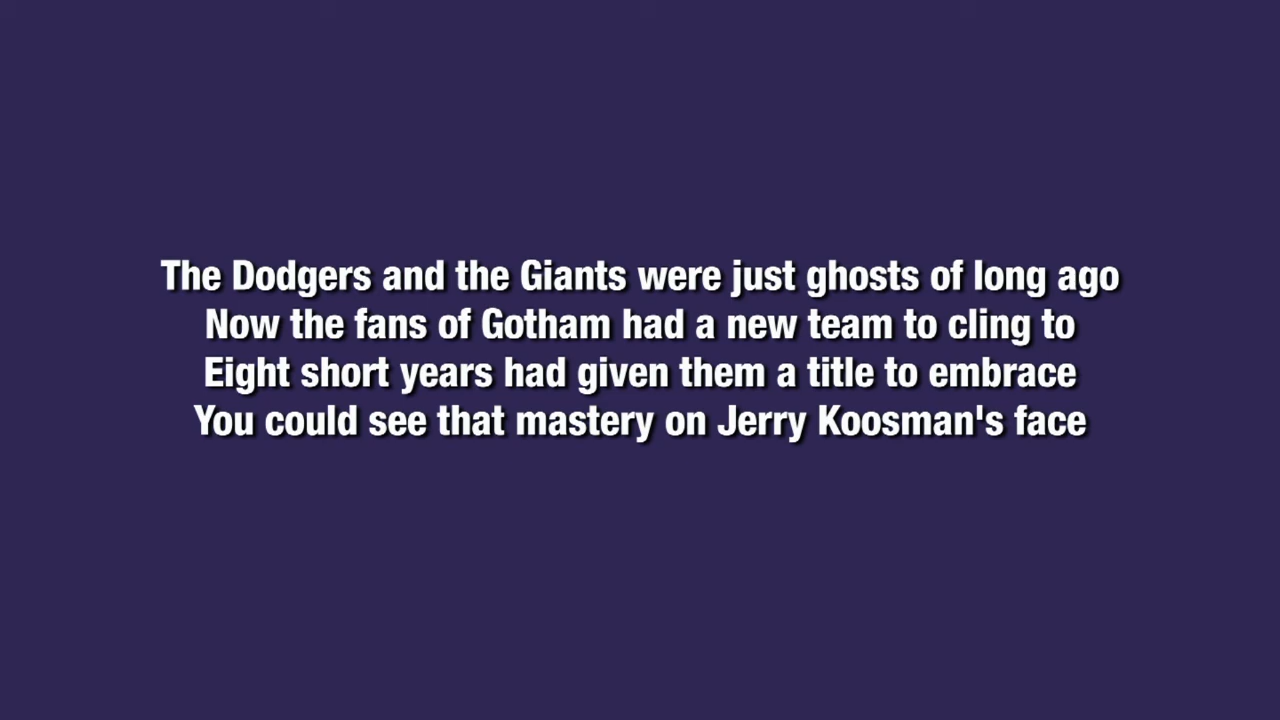 The Dodgers and the Giants were just ghosts of long ago
Now the fans of Gotham had a new team to cling to
Eight short years had given them a title to embrace
You could see that mastery on Jerry Koosman's face